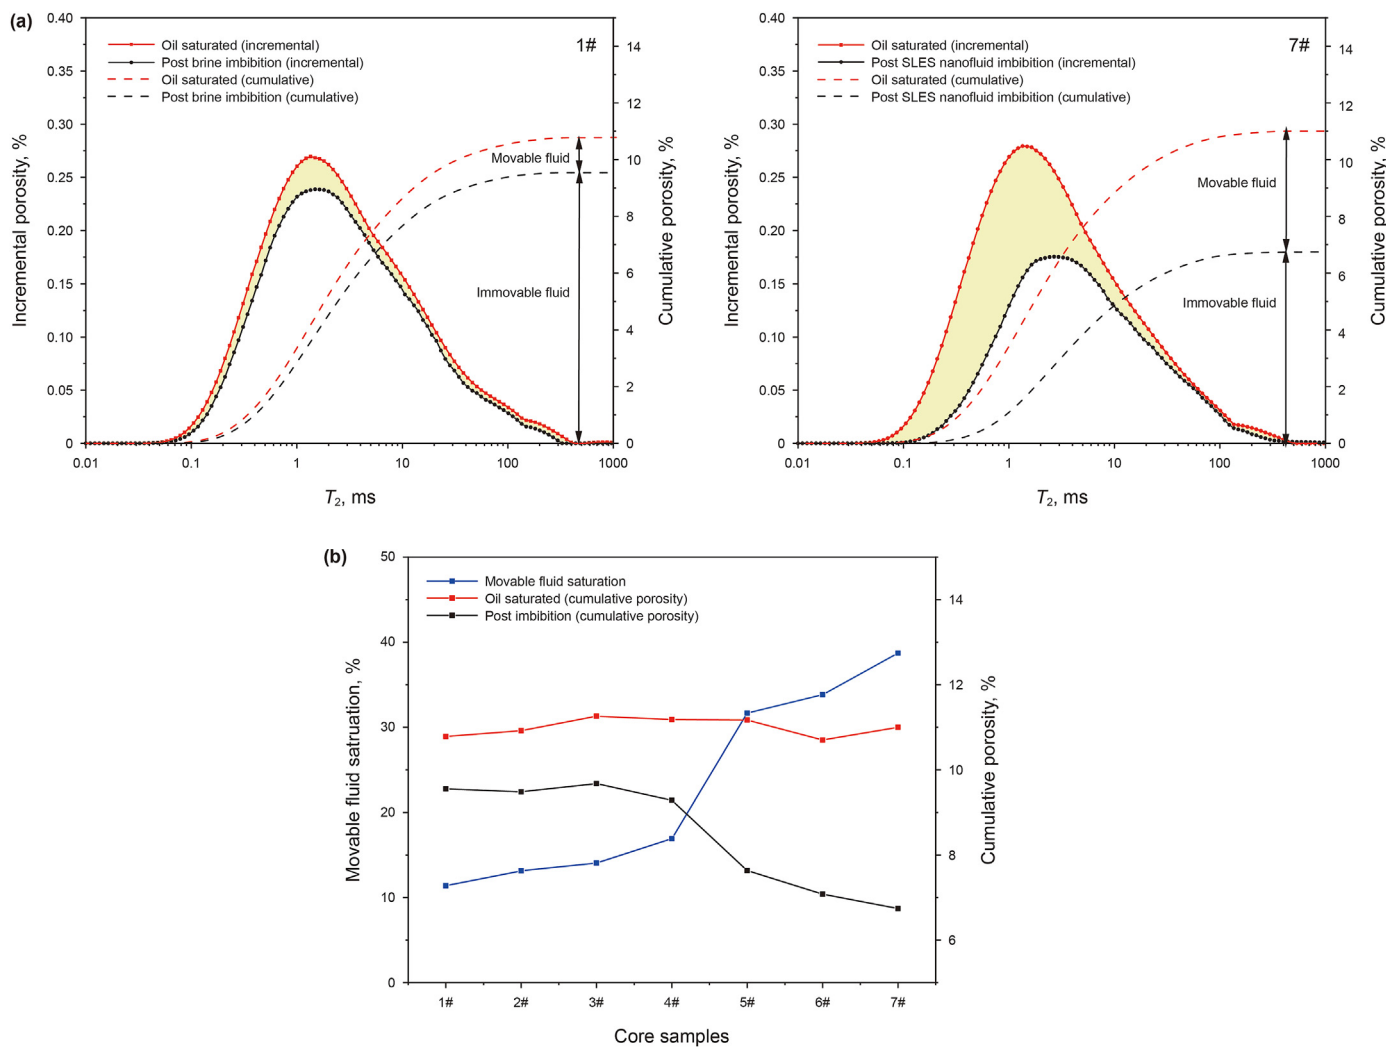 (a)
1#
Oil saturated (incremental)
Post brine imbibition (incremental)
Oil saturated (cumulative)
Post brine imbibition (cumulative)
Movable fluid
Immovable fluid
Incremental porosity, %
0.40
0.35
0.30
0.25
0.20
0.15
0.10
0.05
0
Cumulative porosity, %
14
12
10
8
6
4
2
0
0.01 0.1 1 10 100 1000
T2, ms
7#
Oil saturated (incremental)
Post SLES nanofluid imbibition (incremental)
Oil saturated (cumulative)
Post SLES nanofluid imbibition (cumulative)
Movable fluid
Immovable fluid
Incremental porosity, %
0.40
0.35
0.30
0.25
0.20
0.15
0.10
0.05
0
Cumulative porosity, %
14
12
10
8
6
4
2
0
0.01 0.1 1 10 100 1000
T2, ms
(b)
Movable fluid saturation
Oil saturated (cumulative porosity)
Post imbibition (cumulative porosity)
Movable fluid satruation, %
50
40
30
20
10
0
Cumulative porosity, %
14
12
10
8
6
1# 2# 3# 4# 5# 6# 7#
Core samples